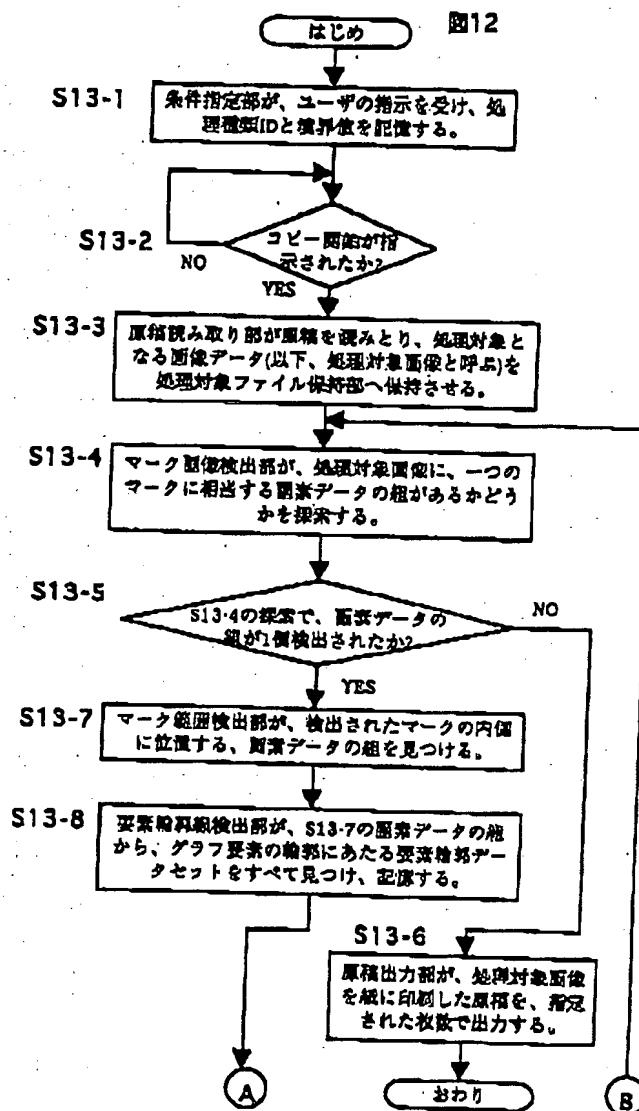 図12
はじめ
S13-1
条件指定部が、ユーザの指示を受け、処
理種類IDと境界値を記憶する。
S13-2
コピー開始が指
示されたか?
NO
YES
S13-3
原稿読み取り部が原稿を読みとり、処理対象と
なる画像データ(以下、処理対象画像と呼ぶ)を
処理対象ファイル保持部へ保持させる。
S13-4
マーク画像検出部が、処理対象画像に、一つの
マークに相当する画素データの組があるかどう
かを探索する。
S13-5
S13-4の探索で、画素データの
組が1個検出されたか?
NO
YES
S13-7
マーク範囲検出部が、検出されたマークの内側
に位置する、画素データの組を見つける。
S13-8
要素輪郭線検出部が、S13-7の画素データの組
から、グラフ要素の輪郭にあたる要素輪郭デー
タセットをすべて見つけ、記憶する。
S13-6
原稿出力部が、処理対象画像
を紙に印刷した原稿を、指定
された枚数で出力する。
A
おわり
B